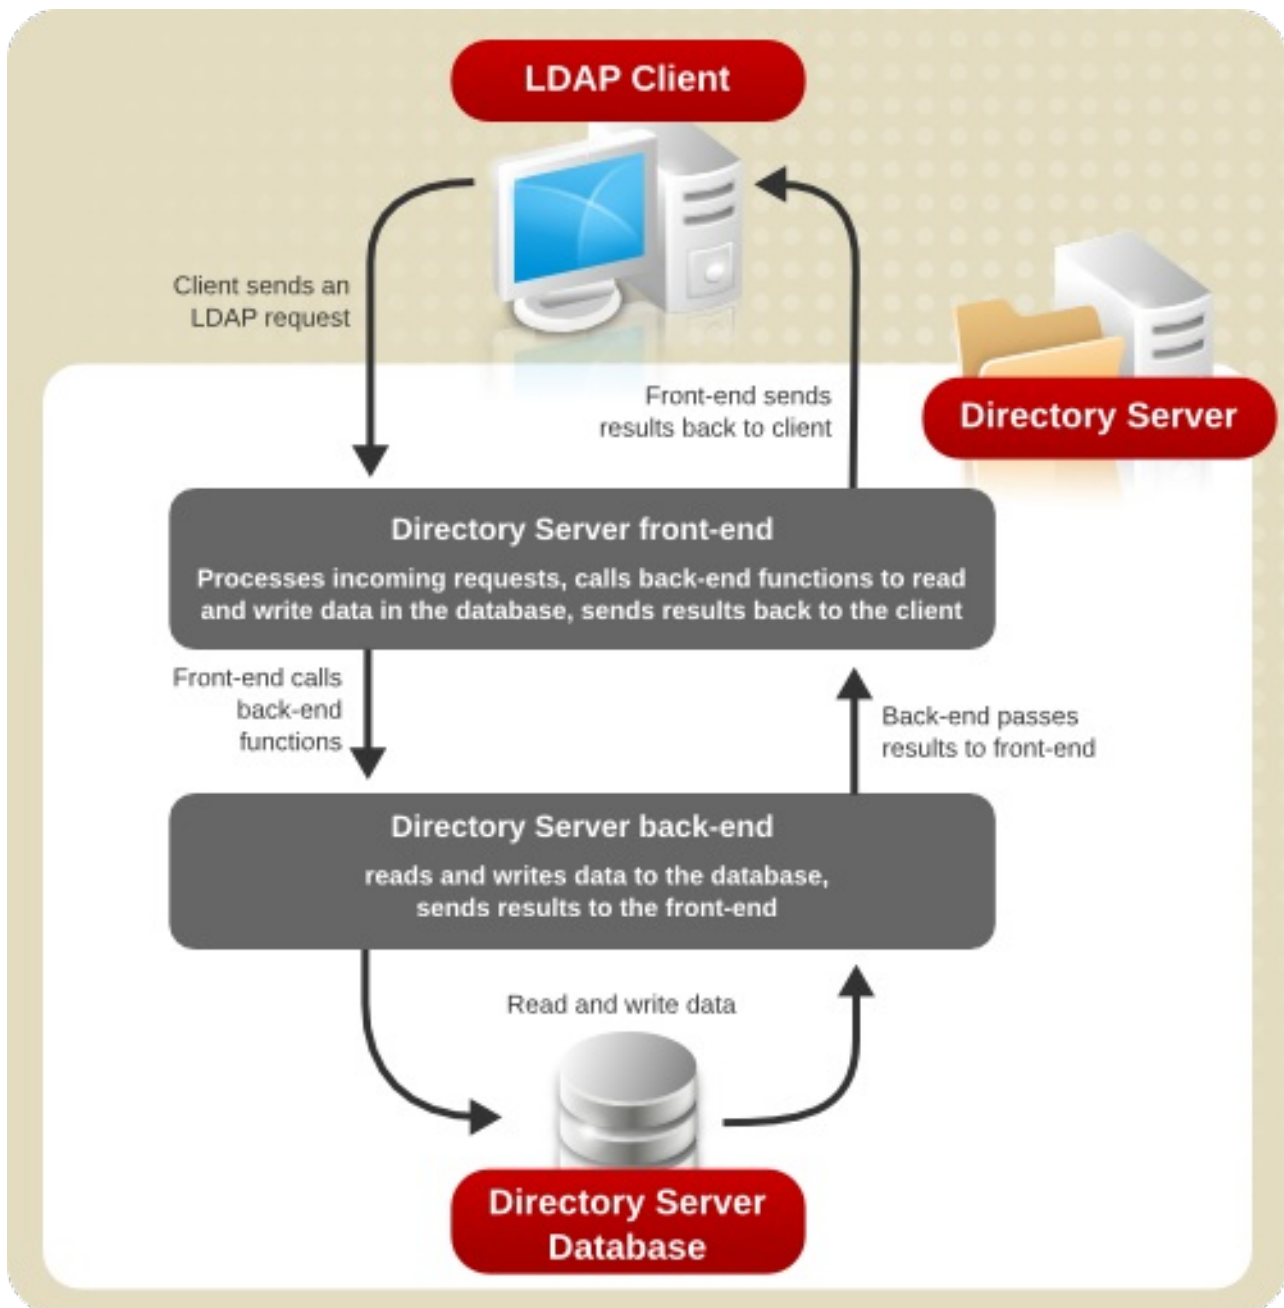 LDAP Client
Client sends an
LDAP request
Front-end sends
results back to client
Directory Server
Directory Server front-end
Processes incoming requests, calls back-end functions to read
and write data in the database, sends results back to the client
Front-end calls
back-end
functions
Back-end passes
results to front-end
Directory Server back-end
reads and writes data to the database,
sends results to the front-end
Read and write data
Directory Server
Database